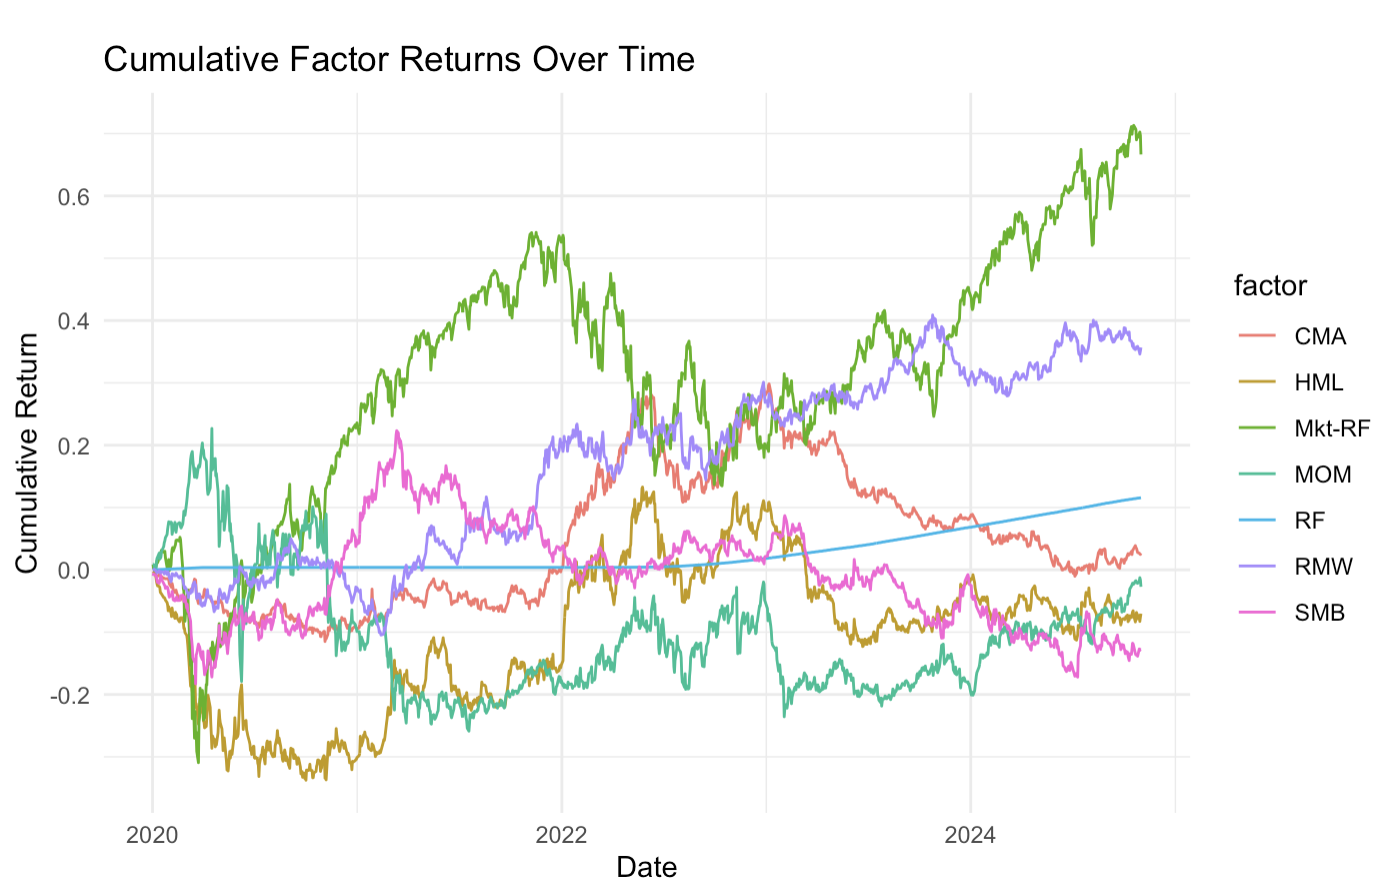 Cumulative Factor Returns Over Time
Cumulative Return
0.6
0.4
0.2
0.0
-0.2
2020
2022
2024
Date
factor
CMA
HML
Mkt-RF
MOM
RF
RMW
SMB